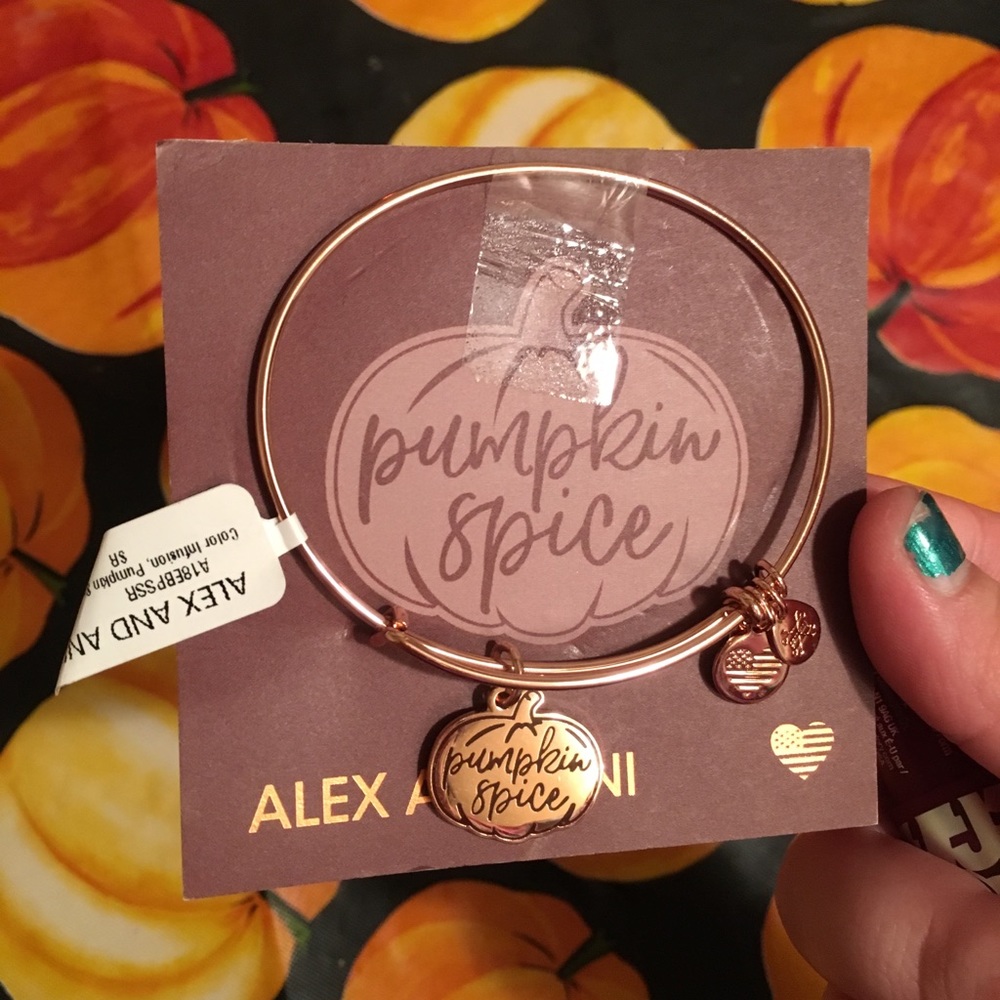 pumpkin
spice
ALEX AND AN
A18EBPSSR
Color Infusion, Pumpkin S
SR
pumpkin
spice
ALEX A NI